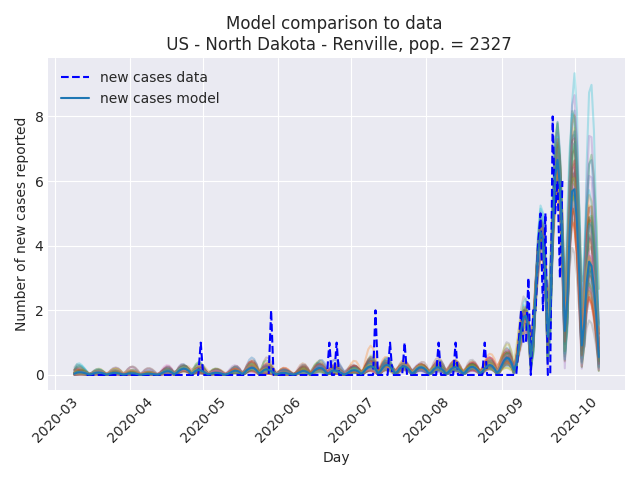 Model comparison to data
US - North Dakota - Renville, pop. = 2327
new cases data
new cases model
Number of new cases reported
8
6
4
2
0
2020-03
2020-04
2020-05
2020-06
2020-07
2020-08
2020-09
2020-10
Day